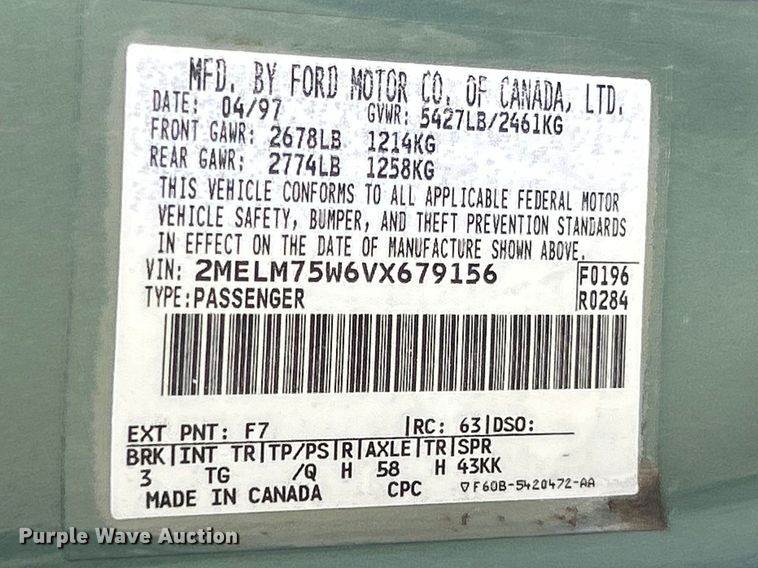 MFD. BY FORD MOTOR CO. OF CANADA, LTD.
DATE: 04/97 GVWR: 5427LB/2461KG
FRONT GAWR: 2678LB 1214KG
REAR GAWR: 2774LB 1258KG
THIS VEHICLE CONFORMS TO ALL APPLICABLE FEDERAL MOTOR
VEHICLE SAFETY, BUMPER, AND THEFT PREVENTION STANDARDS
IN EFFECT ON THE DATE OF MANUFACTURE SHOWN ABOVE.
VIN: 2MELM75W6VX679156 F0196
TYPE:PASSENGER R0284
EXT PNT: F7 |RC: 63|DSO:
BRK|INT TR|TP/PS|R|AXLE|TR|SPR
3 TG /Q H 58 H 43KK
MADE IN CANADA CPC ▽F60B-5420472-AA
Purple Wave Auction